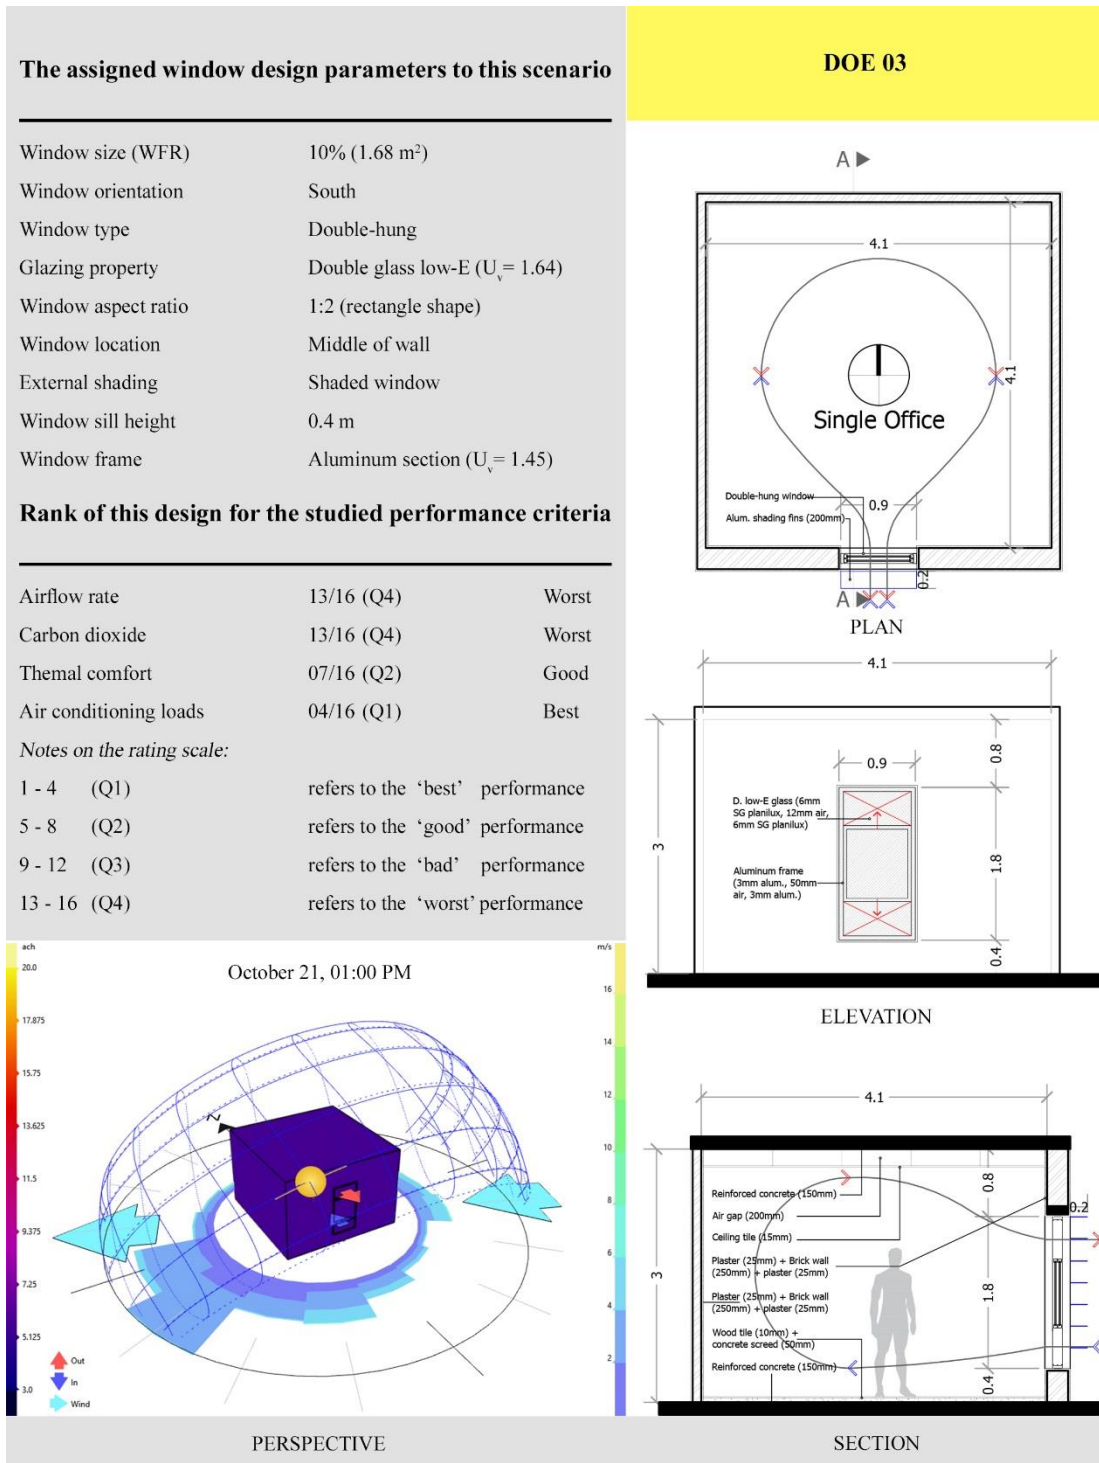 The assigned window design parameters to this scenario
Window size (WFR) 10% (1.68 m²)
Window orientation South
Window type Double-hung
Glazing property Double glass low-E (Uv= 1.64)
Window aspect ratio 1:2 (rectangle shape)
Window location Middle of wall
External shading Shaded window
Window sill height 0.4 m
Window frame Aluminum section (Uv= 1.45)
Rank of this design for the studied performance criteria
Airflow rate 13/16 (Q4) Worst
Carbon dioxide 13/16 (Q4) Worst
Themal comfort 07/16 (Q2) Good
Air conditioning loads 04/16 (Q1) Best
Notes on the rating scale:
1 - 4 (Q1) refers to the ‘best’ performance
5 - 8 (Q2) refers to the ‘good’ performance
9 - 12 (Q3) refers to the ‘bad’ performance
13 - 16 (Q4) refers to the ‘worst’ performance
ach
20.0
17.875
15.75
13.625
11.5
9.375
7.25
5.125
3.0
October 21, 01:00 PM
N
Out
In
Wind
m/s
16
14
12
10
8
6
4
2
PERSPECTIVE
DOE 03
A
4.1
4.1
Single Office
Double-hung window
0.9
Alum. shading fins (200mm)
0.2
A
PLAN
4.1
0.8
0.9
D. low-E glass (6mm
SG planilux, 12mm air,
6mm SG planilux)
3
1.8
Aluminum frame
(3mm alum., 50mm
air, 3mm alum.)
0.4
ELEVATION
4.1
0.8
Reinforced concrete (150mm)
0.2
Air gap (200mm)
Ceiling tile (15mm)
Plaster (25mm) + Brick wall
(250mm) + plaster (25mm)
3
1.8
Plaster (25mm) + Brick wall
(250mm) + plaster (25mm)
Wood tile (10mm) +
concrete screed (50mm)
Reinforced concrete (150mm)
0.4
SECTION